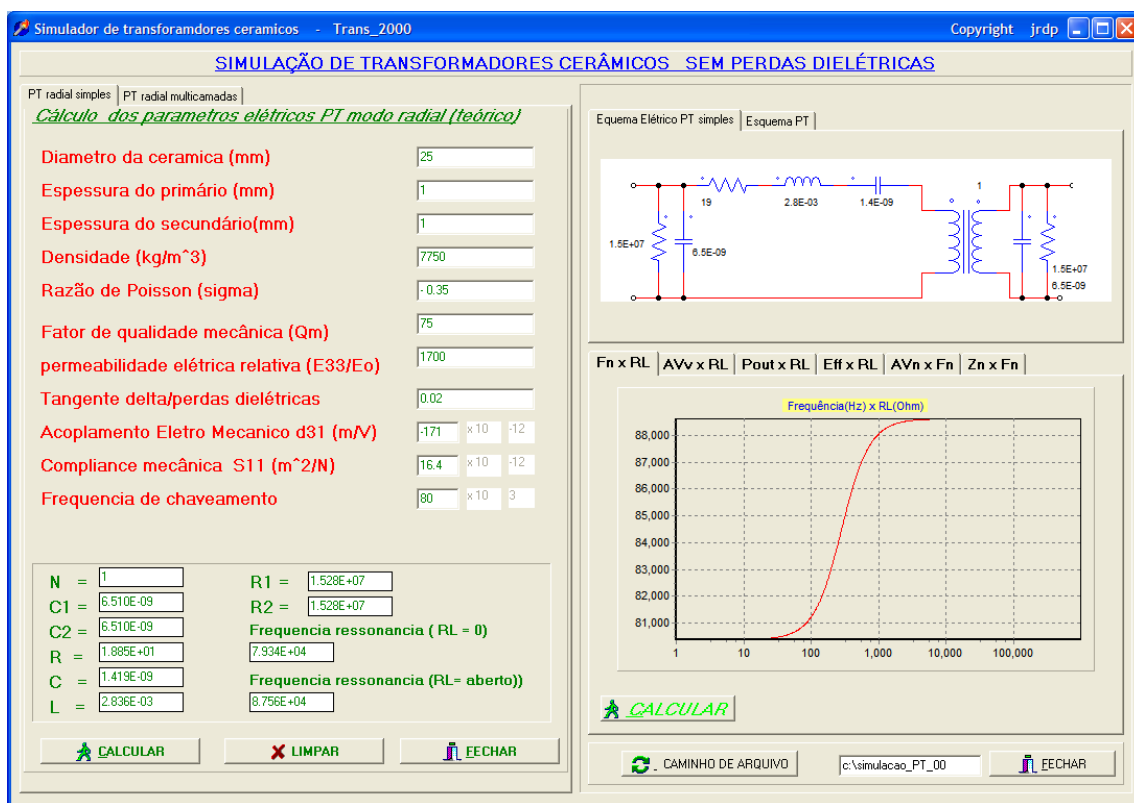 Simulador de transforamdores ceramicos - Trans_2000 Copyright jrdp
SIMULAÇÃO DE TRANSFORMADORES CERÂMICOS SEM PERDAS DIELÉTRICAS
PT radial simples PT radial multicamadas
Cálculo dos parametros elétricos PT modo radial (teórico)
Diametro da ceramica (mm) 25
Espessura do primário (mm) 1
Espessura do secundário(mm) 1
Densidade (kg/m^3) 7750
Razão de Poisson (sigma) - 0.35
Fator de qualidade mecânica (Qm) 75
permeabilidade elétrica relativa (E33/Eo) 1700
Tangente delta/perdas dielétricas 0.02
Acoplamento Eletro Mecanico d31 (m/V) -171 x 10 -12
Compliance mecânica S11 (m^2/N) 16.4 x 10 -12
Frequencia de chaveamento 80 x 10 3
N = 1
C1 = 6.510E-09
C2 = 6.510E-09
R = 1.885E+01
C = 1.419E-09
L = 2.836E-03
R1 = 1.528E+07
R2 = 1.528E+07
Frequencia ressonancia ( RL = 0)
7.934E+04
Frequencia ressonancia (RL= aberto))
8.756E+04
CALCULAR LIMPAR FECHAR
Equema Elétrico PT simples Esquema PT
1
19 2.8E-03 1.4E-09
1.5E+07
6.5E-09
1.5E+07
6.5E-09
Fn x RL AVv x RL Pout x RL Eff x RL AVn x Fn Zn x Fn
Frequência(Hz) x RL(Ohm)
88,000
87,000
86,000
85,000
84,000
83,000
82,000
81,000
1 10 100 1,000 10,000 100,000
CALCULAR
. CAMINHO DE ARQUIVO c:\simulacao_PT_00 FECHAR